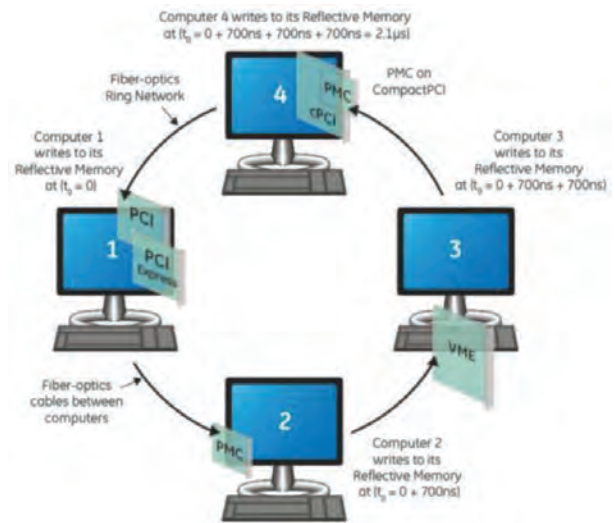 Computer 4 writes to its Reflective Memory
at (t₀ = 0 + 700ns + 700ns + 700ns = 2.1µs)
Fiber-optics
Ring Network
4
PMC
cPCI
PMC on
CompactPCI
Computer 1
writes to its
Reflective Memory
at (t₀ = 0)
Computer 3
writes to its
Reflective Memory
at (t₀ = 0 + 700ns + 700ns)
1
PCI
PCI
Express
3
VME
Fiber-optics
cables between
computers
2
PMC
Computer 2
writes to its
Reflective Memory
at (t₀ = 0 + 700ns)